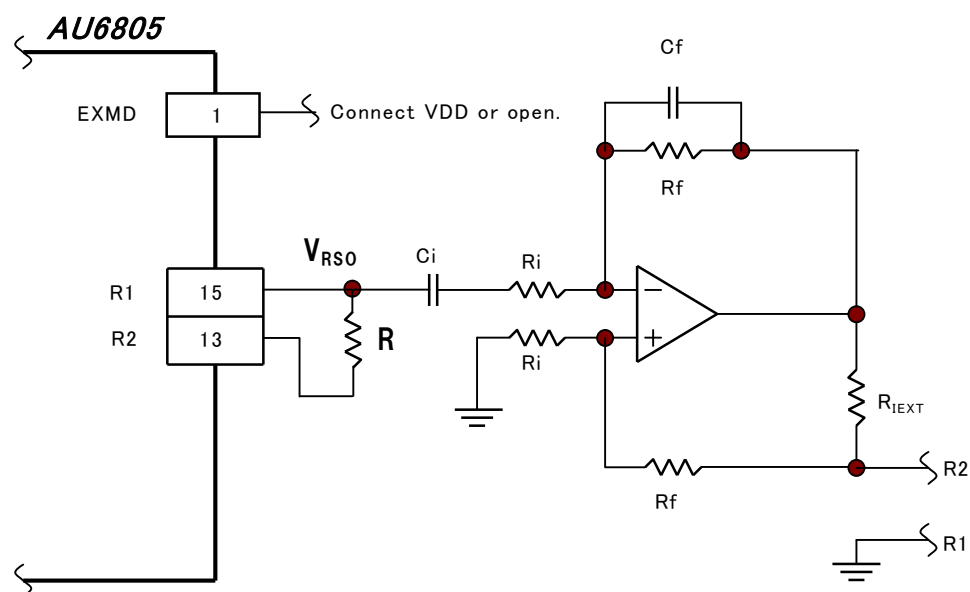 AU6805
Cf
EXMD
1
Connect VDD or open.
Rf
VRSO
Ci
Ri
R1
15
R2
13
R
Ri
RIEXT
R2
Rf
R1